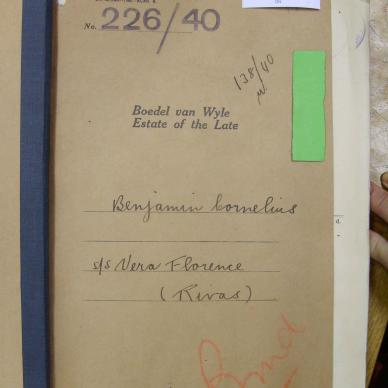 No. 226/40
138/40
Boedel van Wyle
Estate of the Late
Benjamin Cornelius
s/s Vera Florence
(Rivas)